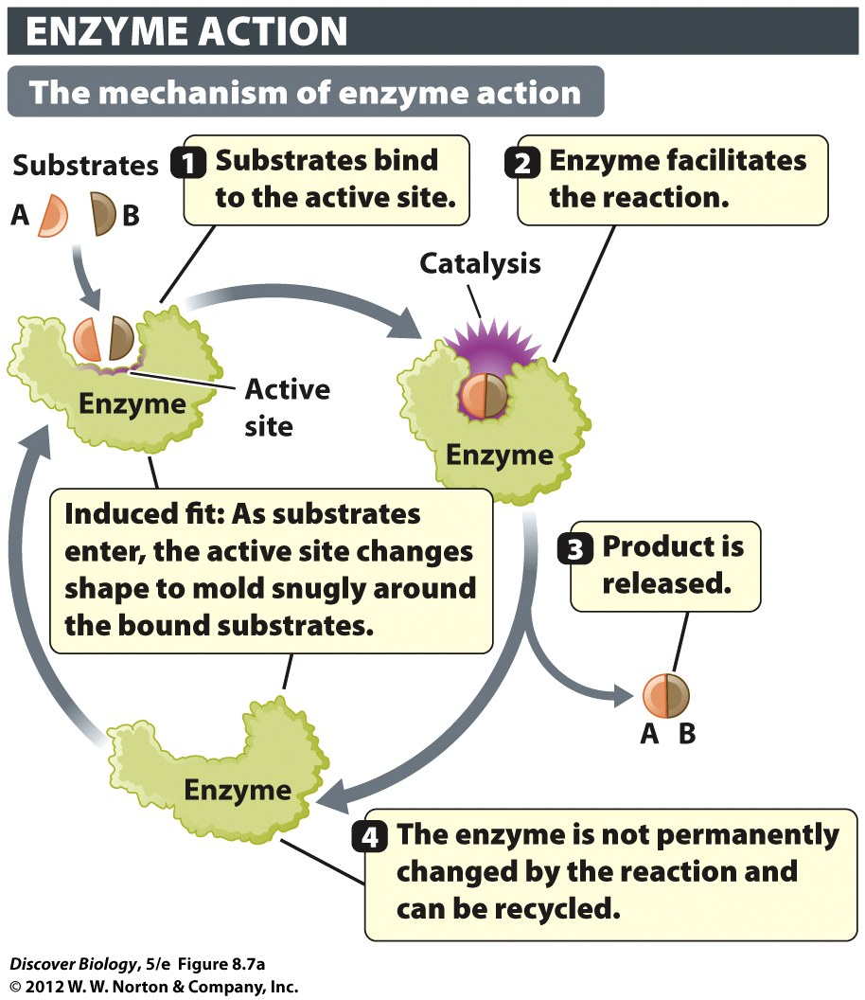 ENZYME ACTION
The mechanism of enzyme action
Substrates
A B
1 Substrates bind
to the active site.
2 Enzyme facilitates
the reaction.
Catalysis
Enzyme
Active
site
Enzyme
Induced fit: As substrates
enter, the active site changes
shape to mold snugly around
the bound substrates.
3 Product is
released.
A B
Enzyme
4 The enzyme is not permanently
changed by the reaction and
can be recycled.
Discover Biology, 5/e Figure 8.7a
© 2012 W. W. Norton & Company, Inc.